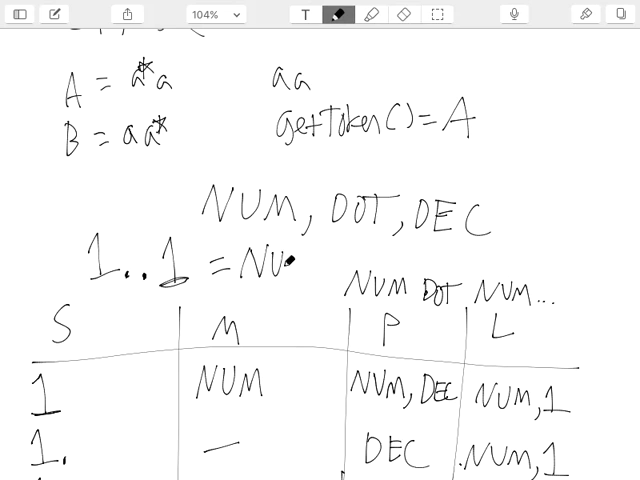 104%
A = a*a
aa
B = aa*
getToken() = A
NUM, DOT, DEC
1..1 = NU
NUM DOT NUM...
S M P L
1 NUM NUM, DEC NUM, 1
1. — DEC NUM, 1